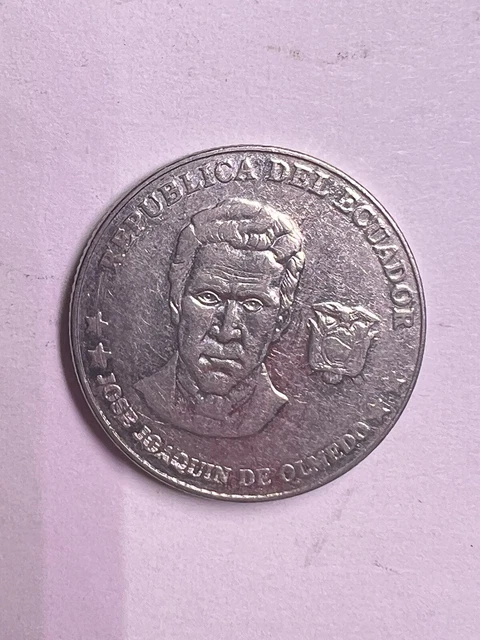 REPUBLICA DEL ECUADOR
JOSE JOAQUIN DE OLMEDO